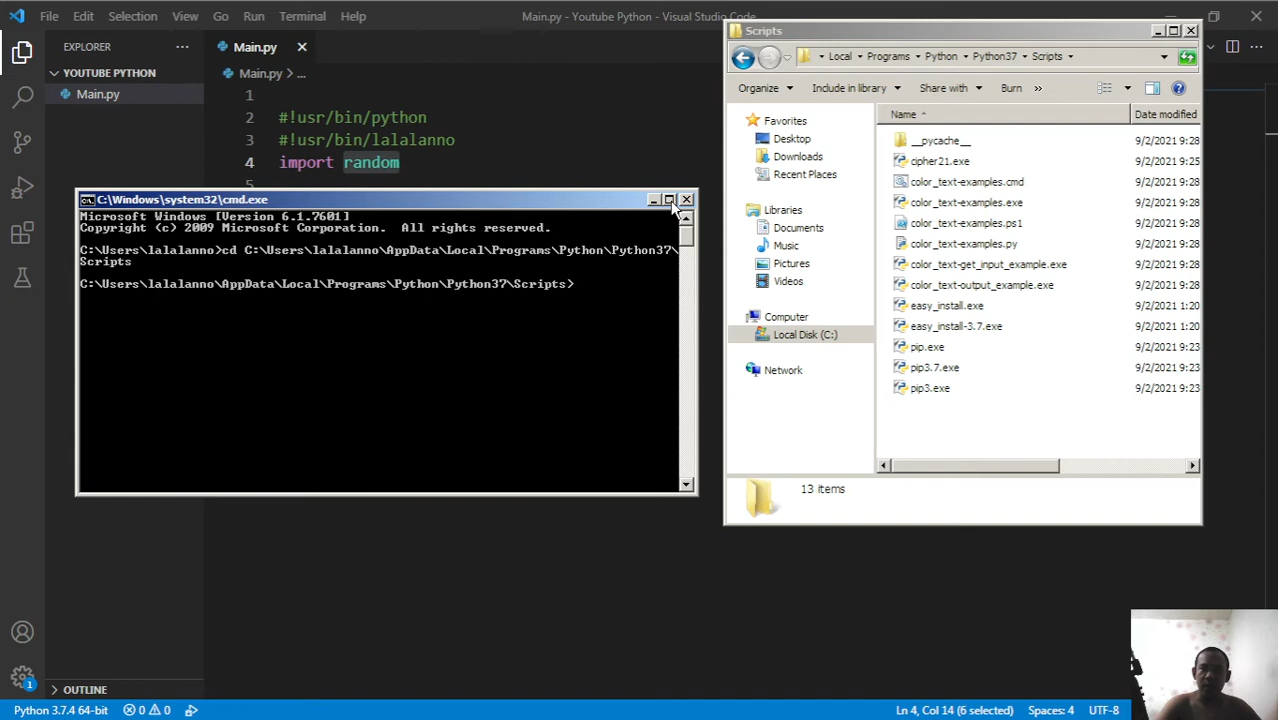 File Edit Selection View Go Run Terminal Help
Main.py - Youtube Python - Visual Studio Code
EXPLORER
YOUTUBE PYTHON
Main.py
OUTLINE
Main.py
Main.py > ...
1
#!usr/bin/python
#!usr/bin/lalalanno
4 import random
5
C:\Windows\system32\cmd.exe
Microsoft Windows [Version 6.1.7601]
Copyright (c) 2009 Microsoft Corporation. All rights reserved.
C:\Users\lalalanno>cd C:\Users\lalalanno\AppData\Local\Programs\Python\Python37\
Scripts
C:\Users\lalalanno\AppData\Local\Programs\Python\Python37\Scripts>
Scripts
Local Programs Python Python37 Scripts
Organize Include in library Share with Burn »
Favorites
Desktop
Downloads
Recent Places
Libraries
Documents
Music
Pictures
Videos
Computer
Local Disk (C:)
Network
Name Date modified
__pycache__ 9/2/2021 9:28
cipher21.exe 9/2/2021 9:25
color_text-examples.cmd 9/2/2021 9:28
color_text-examples.exe 9/2/2021 9:28
color_text-examples.ps1 9/2/2021 9:28
color_text-examples.py 9/2/2021 9:28
color_text-get_input_example.exe 9/2/2021 9:28
color_text-output_example.exe 9/2/2021 9:28
easy_install.exe 9/2/2021 1:20
easy_install-3.7.exe 9/2/2021 1:20
pip.exe 9/2/2021 9:23
pip3.7.exe 9/2/2021 9:23
pip3.exe 9/2/2021 9:23
13 items
1
Python 3.7.4 64-bit 0 0 Ln 4, Col 14 (6 selected) Spaces: 4 UTF-8